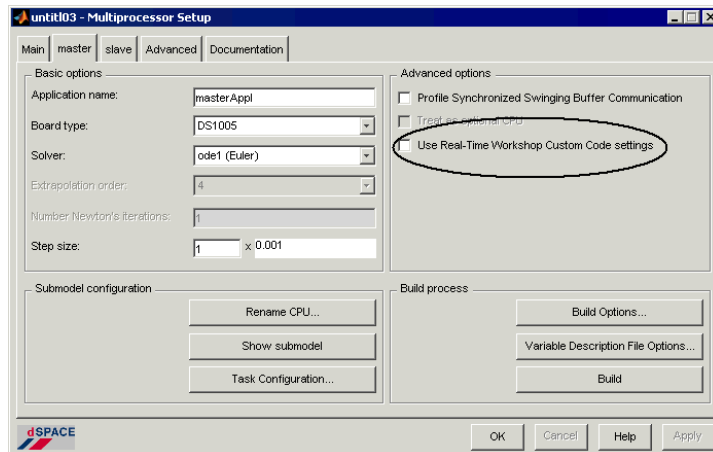 untitl03 - Multiprocessor Setup
Main master slave Advanced Documentation
Basic options
Application name: masterAppl
Board type: DS1005
Solver: ode1 (Euler)
Extrapolation order: 4
Number Newton's iterations: 1
Step size: 1 x 0.001
Advanced options
Profile Synchronized Swinging Buffer Communication
Treat as optional CPU
Use Real-Time Workshop Custom Code settings
Submodel configuration
Rename CPU...
Show submodel
Task Configuration...
Build process
Build Options...
Variable Description File Options...
Build
dSPACE
OK Cancel Help Apply